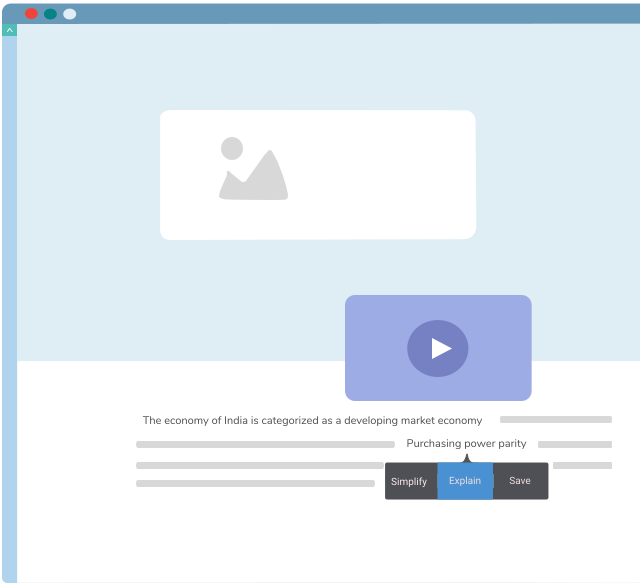 The economy of India is categorized as a developing market economy
Purchasing power parity
Simplify Explain Save